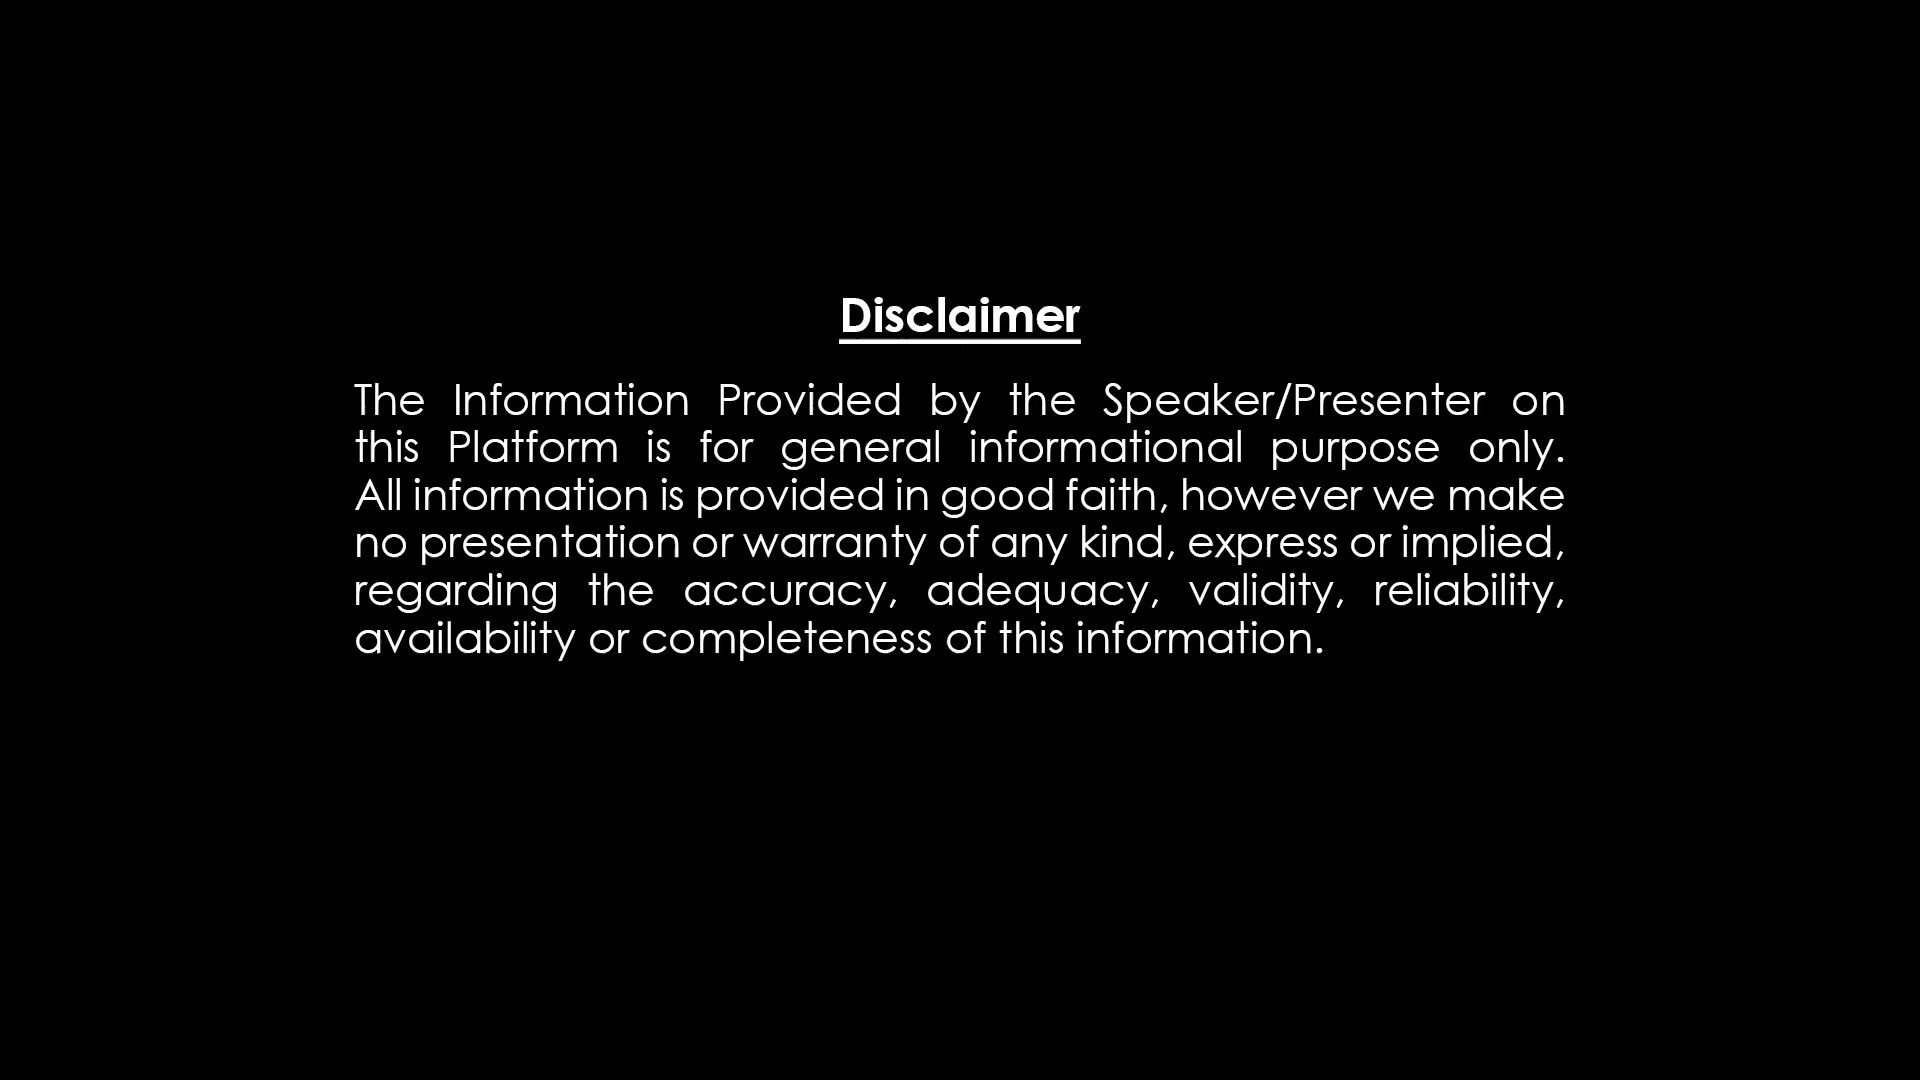 Disclaimer
The Information Provided by the Speaker/Presenter on
this Platform is for general informational purpose only.
All information is provided in good faith, however we make
no presentation or warranty of any kind, express or implied,
regarding the accuracy, adequacy, validity, reliability,
availability or completeness of this information.